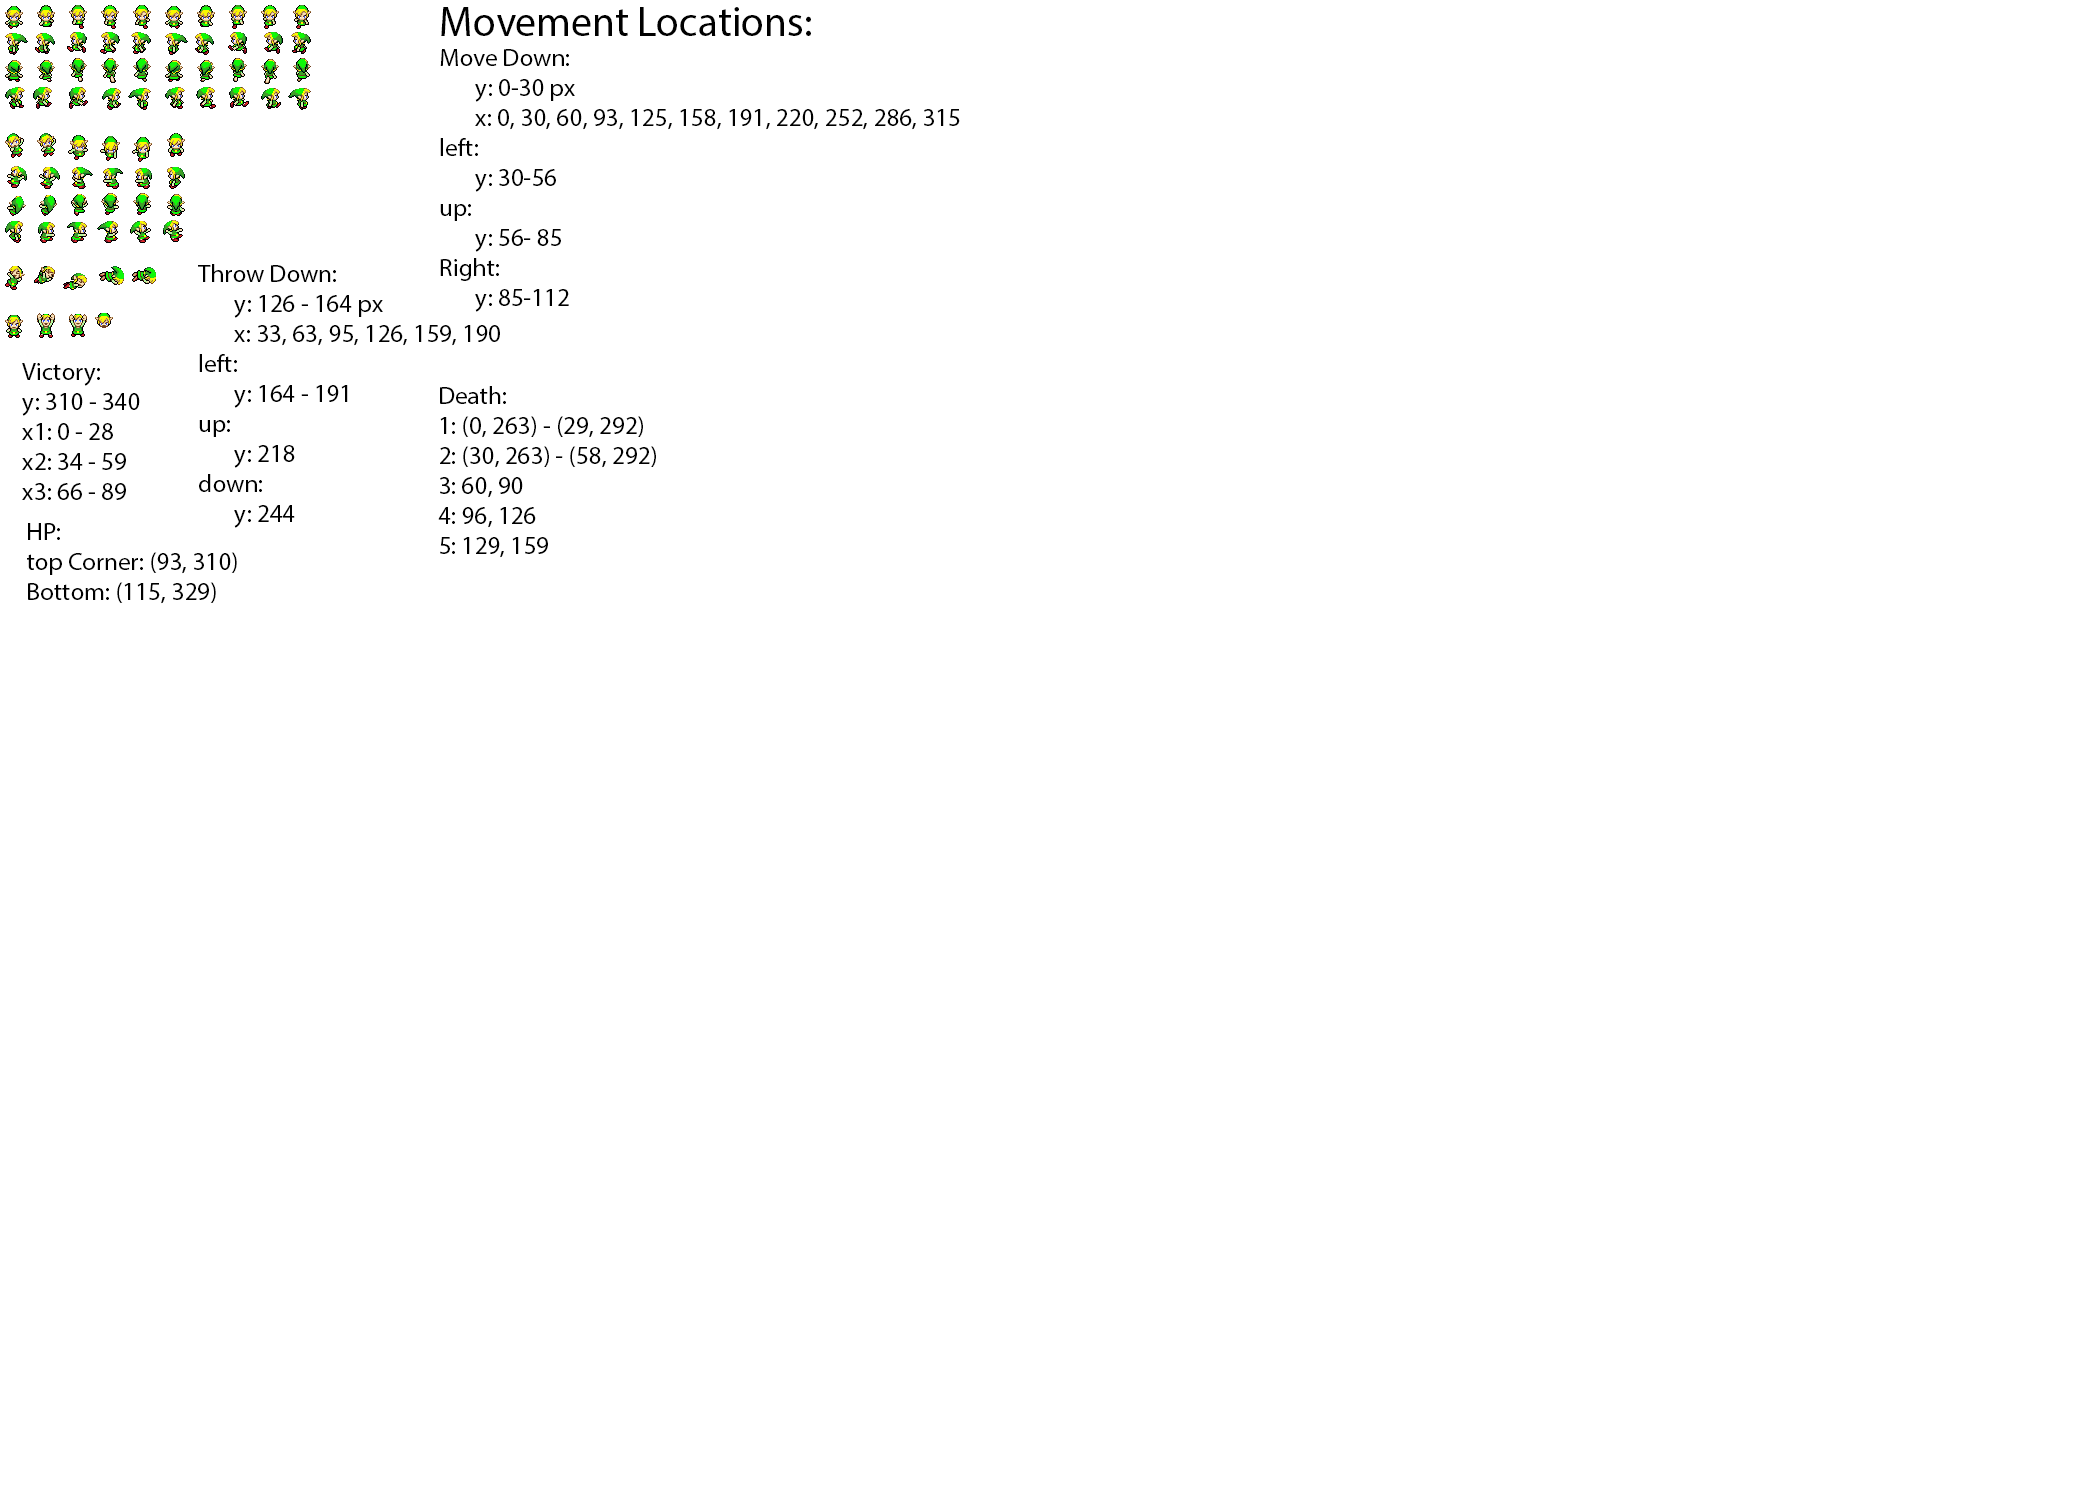 Movement Locations:
Move Down:
y: 0-30 px
x: 0, 30, 60, 93, 125, 158, 191, 220, 252, 286, 315
left:
y: 30-56
up:
y: 56- 85
Right:
y: 85-112
Throw Down:
y: 126 - 164 px
x: 33, 63, 95, 126, 159, 190
left:
y: 164 - 191
up:
y: 218
down:
y: 244
Victory:
y: 310 - 340
x1: 0 - 28
x2: 34 - 59
x3: 66 - 89
HP:
top Corner: (93, 310)
Bottom: (115, 329)
Death:
1: (0, 263) - (29, 292)
2: (30, 263) - (58, 292)
3: 60, 90
4: 96, 126
5: 129, 159